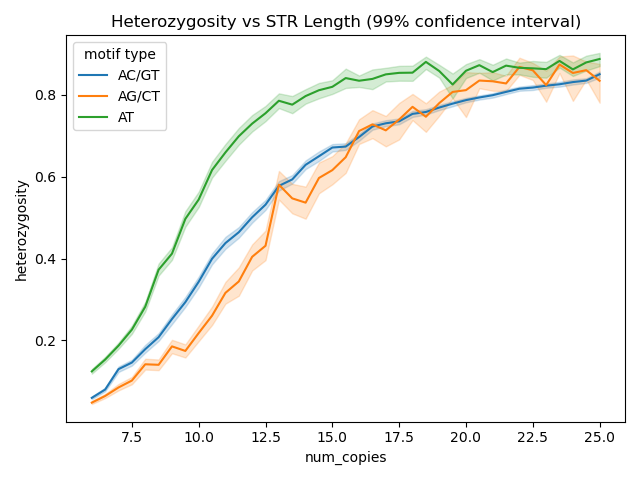 Heterozygosity vs STR Length (99% confidence interval)
motif type
AC/GT
AG/CT
AT
heterozygosity
0.8
0.6
0.4
0.2
7.5 10.0 12.5 15.0 17.5 20.0 22.5 25.0
num_copies